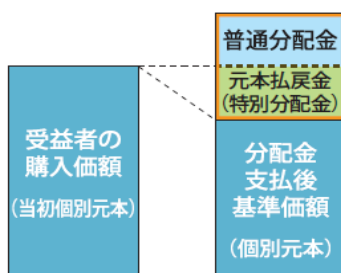 普通分配金
元本払戻金
(特別分配金)
受益者の
購入価額
(当初個別元本)
分配金
支払後
基準価額
(個別元本)